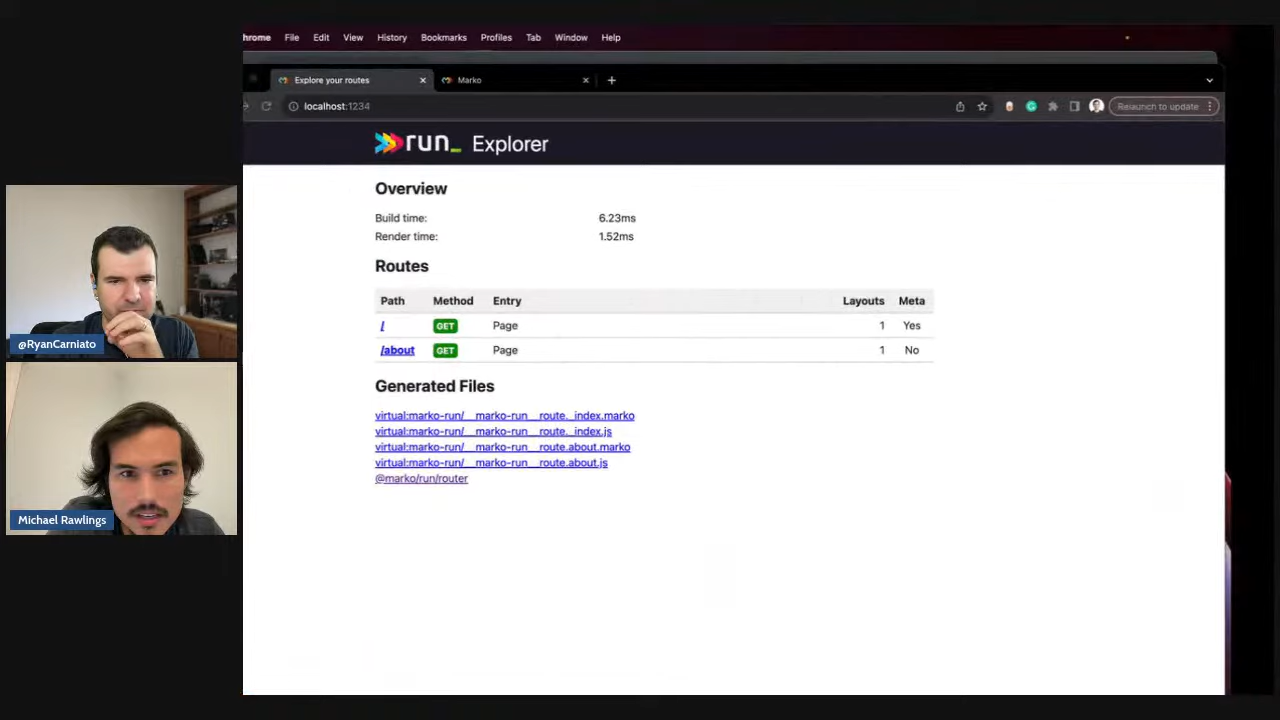 hrome File Edit View History Bookmarks Profiles Tab Window Help
Explore your routes Marko
localhost:1234 Relaunch to update
run_ Explorer
Overview
Build time: 6.23ms
Render time: 1.52ms
Routes
Path Method Entry Layouts Meta
/ GET Page 1 Yes
/about GET Page 1 No
Generated Files
virtual:marko-run/__marko-run__route._index.marko
virtual:marko-run/__marko-run__route._index.js
virtual:marko-run/__marko-run__route.about.marko
virtual:marko-run/__marko-run__route.about.js
@marko/run/router
@RyanCarniato
Michael Rawlings